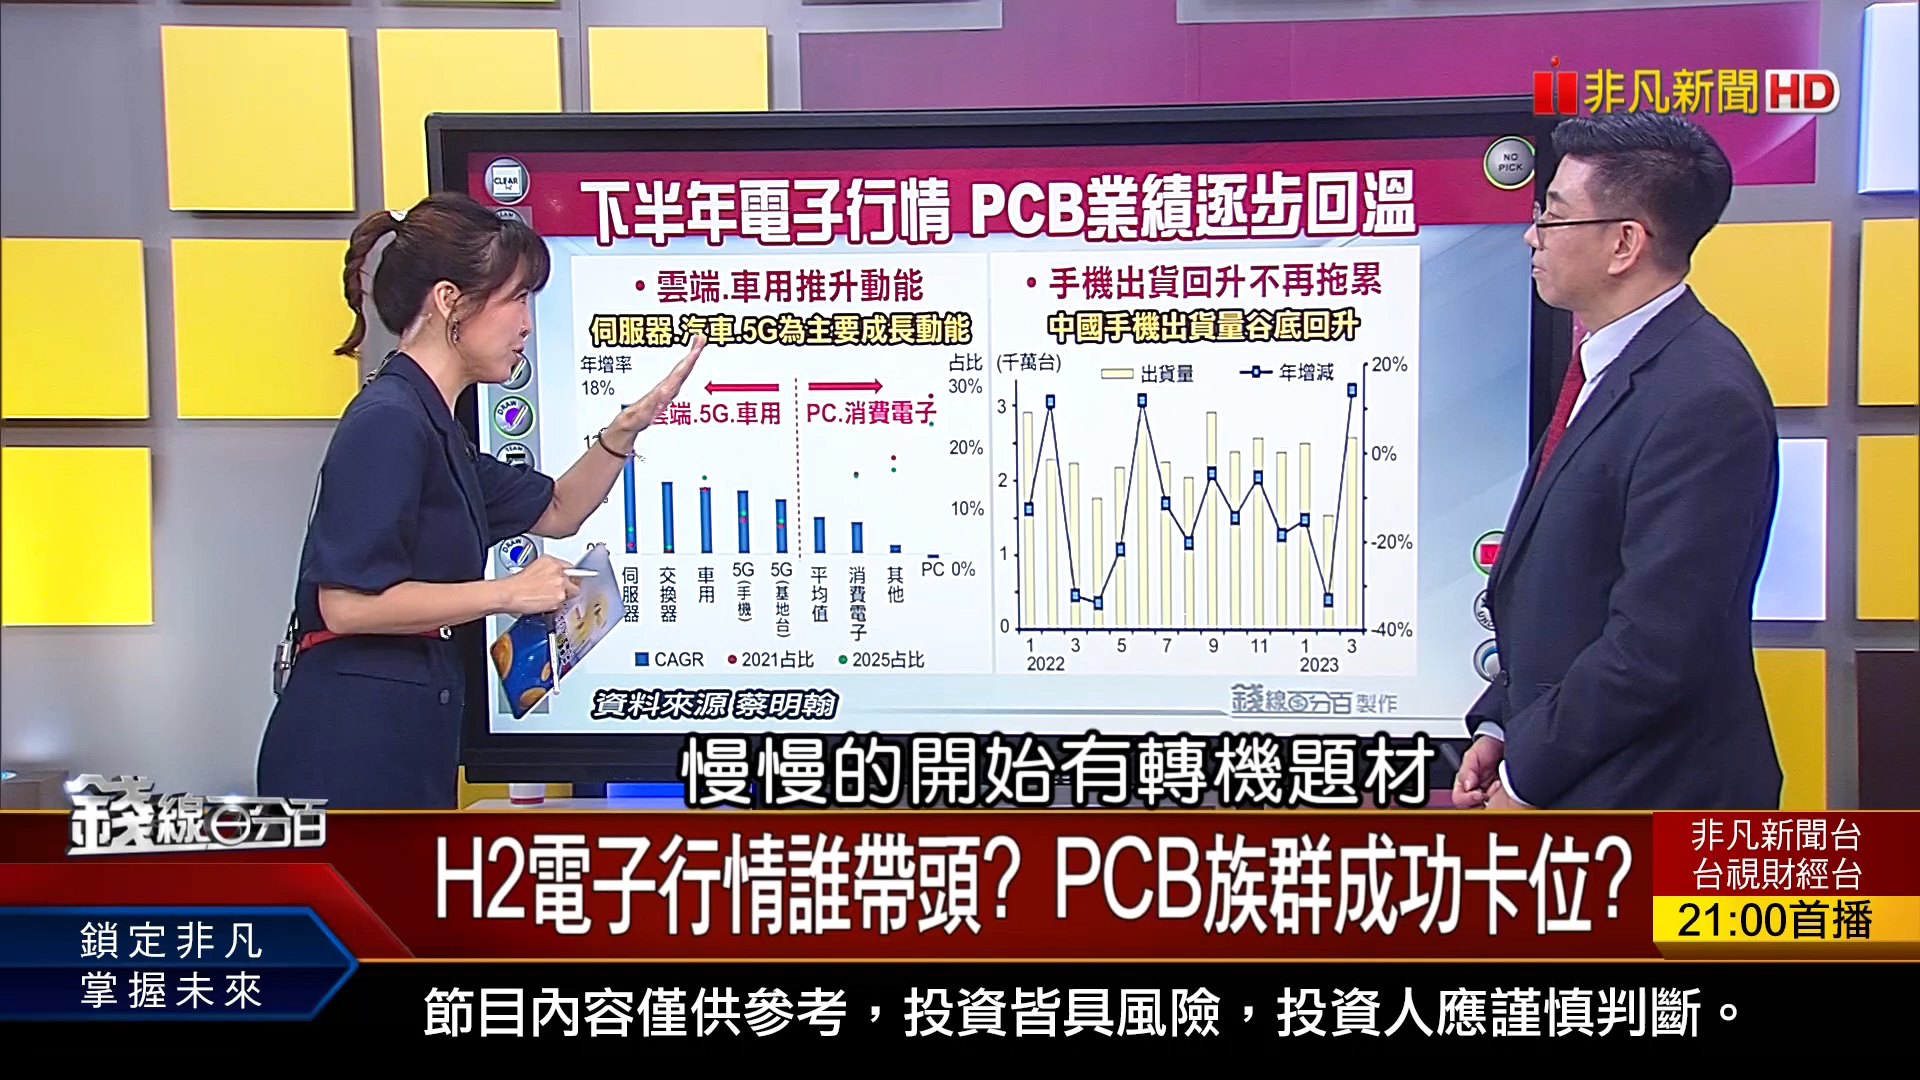 非凡新聞HD
CLEAR
NO PICK
下半年電子行情 PCB業績逐步回溫
•雲端.車用推升動能
伺服器.汽車.5G為主要成長動能
年增率
占比
18%
30%
雲端.5G.車用
PC.消費電子
20%
10%
0%
伺服器
交換器
車用
5G(手機)
5G(基地台)
平均值
消費電子
其他
PC
CAGR
2021占比
2025占比
•手機出貨回升不再拖累
中國手機出貨量谷底回升
(千萬台)
出貨量
年增減
20%
3
0%
2
-20%
1
-40%
0
1 3 5 7 9 11 1 3
2022 2023
資料來源 蔡明翰
錢線百分百 製作
DRAW
DRAW
慢慢的開始有轉機題材
錢線百分百
H2電子行情誰帶頭? PCB族群成功卡位?
非凡新聞台
台視財經台
21:00首播
鎖定非凡
掌握未來
節目內容僅供參考，投資皆具風險，投資人應謹慎判斷。